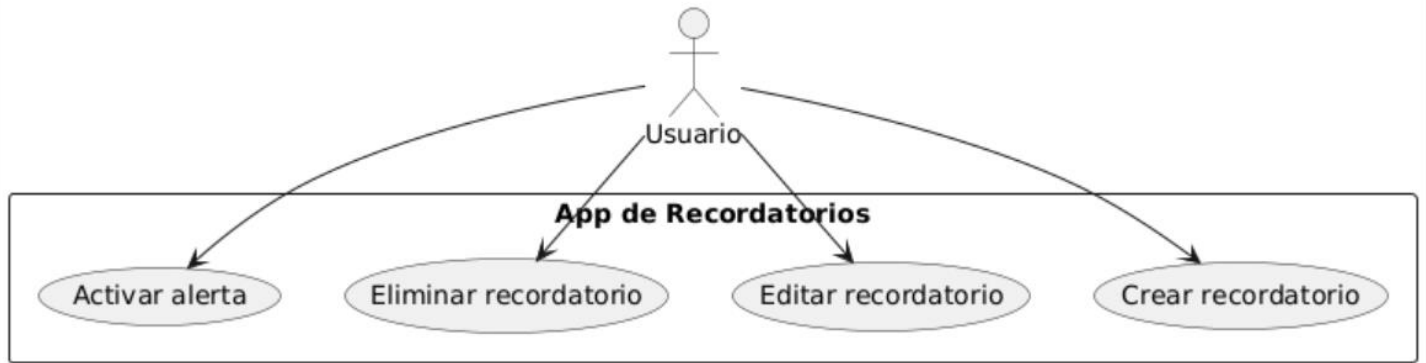 Usuario
App de Recordatorios
Activar alerta
Eliminar recordatorio
Editar recordatorio
Crear recordatorio